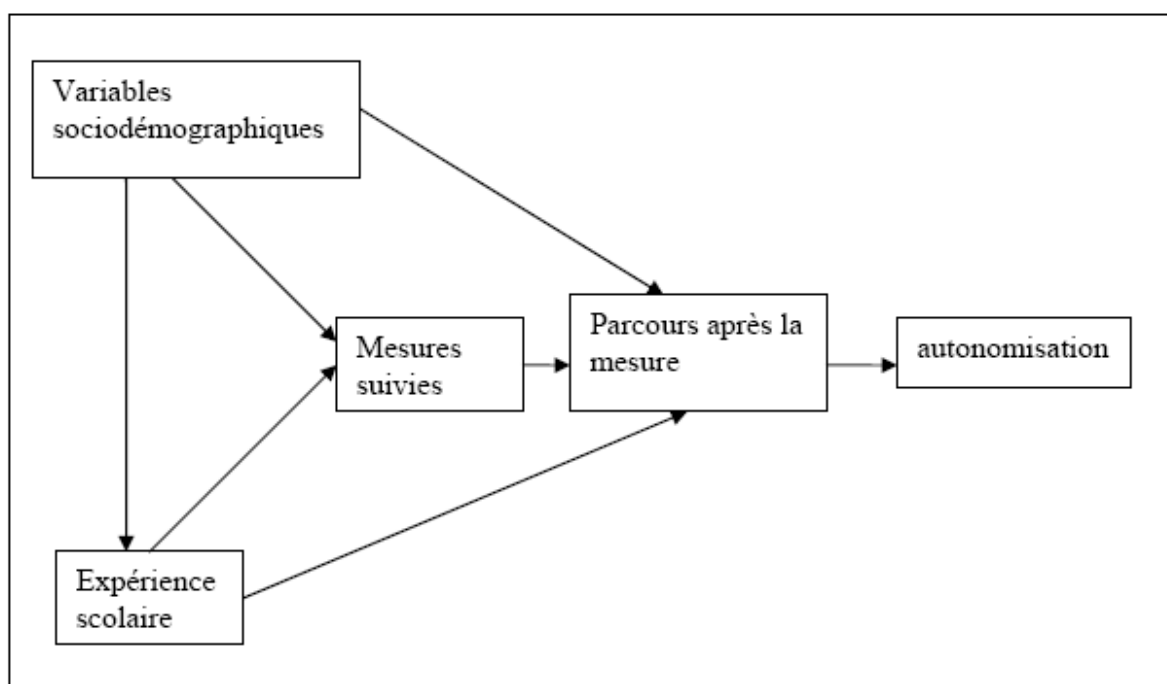 Variables
sociodémographiques
Parcours après la
mesure
Mesures
suivies
autonomisation
Expérience
scolaire